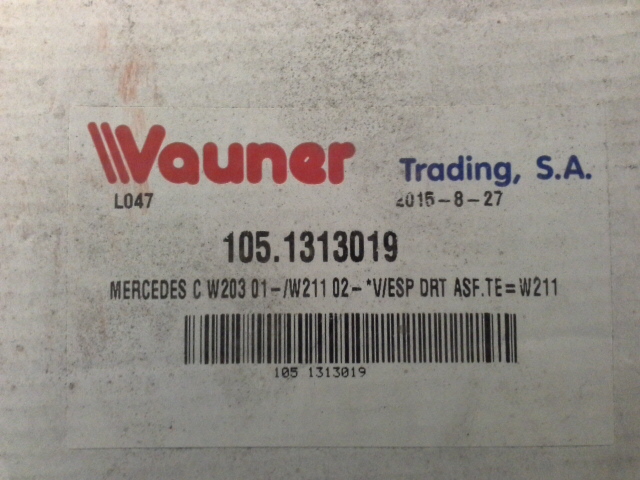 Vauner Trading, S.A.
L047 2015-8-27
105.1313019
MERCEDES C W203 01-/W211 02- *V/ESP DRT ASF.TE=W211
105 1313019